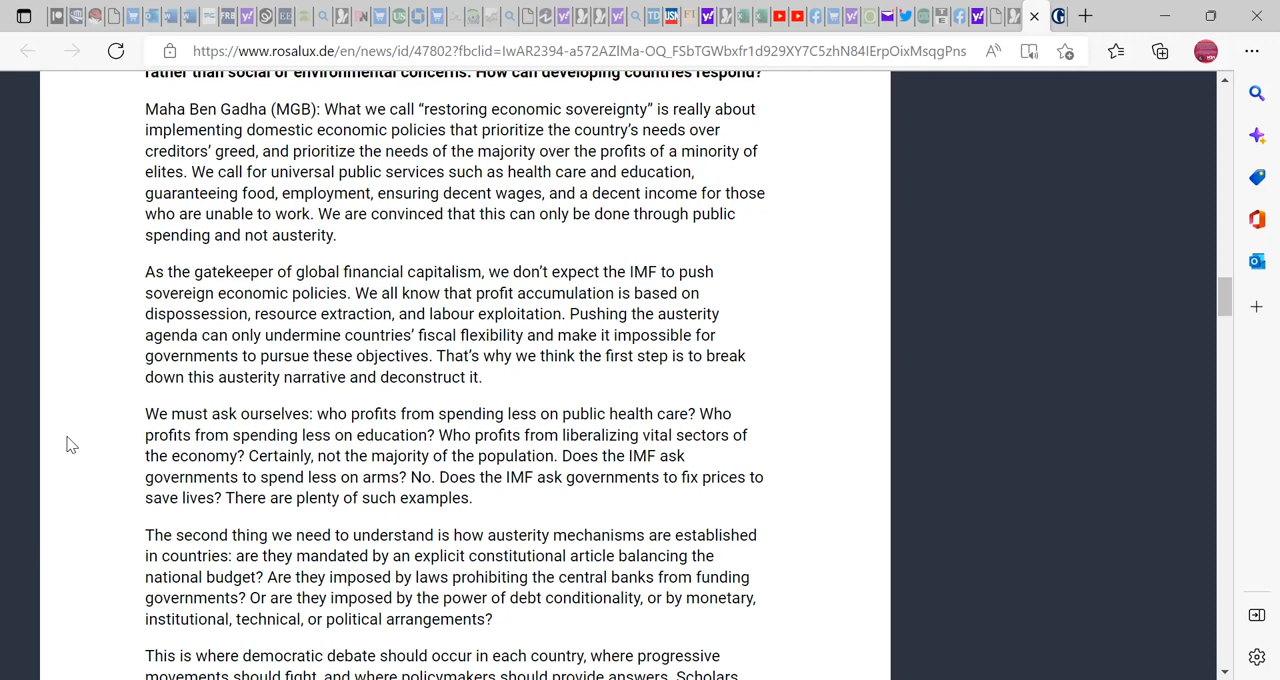 https://www.rosalux.de/en/news/id/47802?fbclid=IwAR2394-a572AZlMa-OQ_FSbTGWbxfr1d929XY7C5zhN84IErpOixMsqgPns
rather than social or environmental concerns. How can developing countries respond?
Maha Ben Gadha (MGB): What we call “restoring economic sovereignty” is really about
implementing domestic economic policies that prioritize the country’s needs over
creditors’ greed, and prioritize the needs of the majority over the profits of a minority of
elites. We call for universal public services such as health care and education,
guaranteeing food, employment, ensuring decent wages, and a decent income for those
who are unable to work. We are convinced that this can only be done through public
spending and not austerity.
As the gatekeeper of global financial capitalism, we don’t expect the IMF to push
sovereign economic policies. We all know that profit accumulation is based on
dispossession, resource extraction, and labour exploitation. Pushing the austerity
agenda can only undermine countries’ fiscal flexibility and make it impossible for
governments to pursue these objectives. That’s why we think the first step is to break
down this austerity narrative and deconstruct it.
We must ask ourselves: who profits from spending less on public health care? Who
profits from spending less on education? Who profits from liberalizing vital sectors of
the economy? Certainly, not the majority of the population. Does the IMF ask
governments to spend less on arms? No. Does the IMF ask governments to fix prices to
save lives? There are plenty of such examples.
The second thing we need to understand is how austerity mechanisms are established
in countries: are they mandated by an explicit constitutional article balancing the
national budget? Are they imposed by laws prohibiting the central banks from funding
governments? Or are they imposed by the power of debt conditionality, or by monetary,
institutional, technical, or political arrangements?
This is where democratic debate should occur in each country, where progressive
movements should fight, and where policymakers should provide answers. Scholars